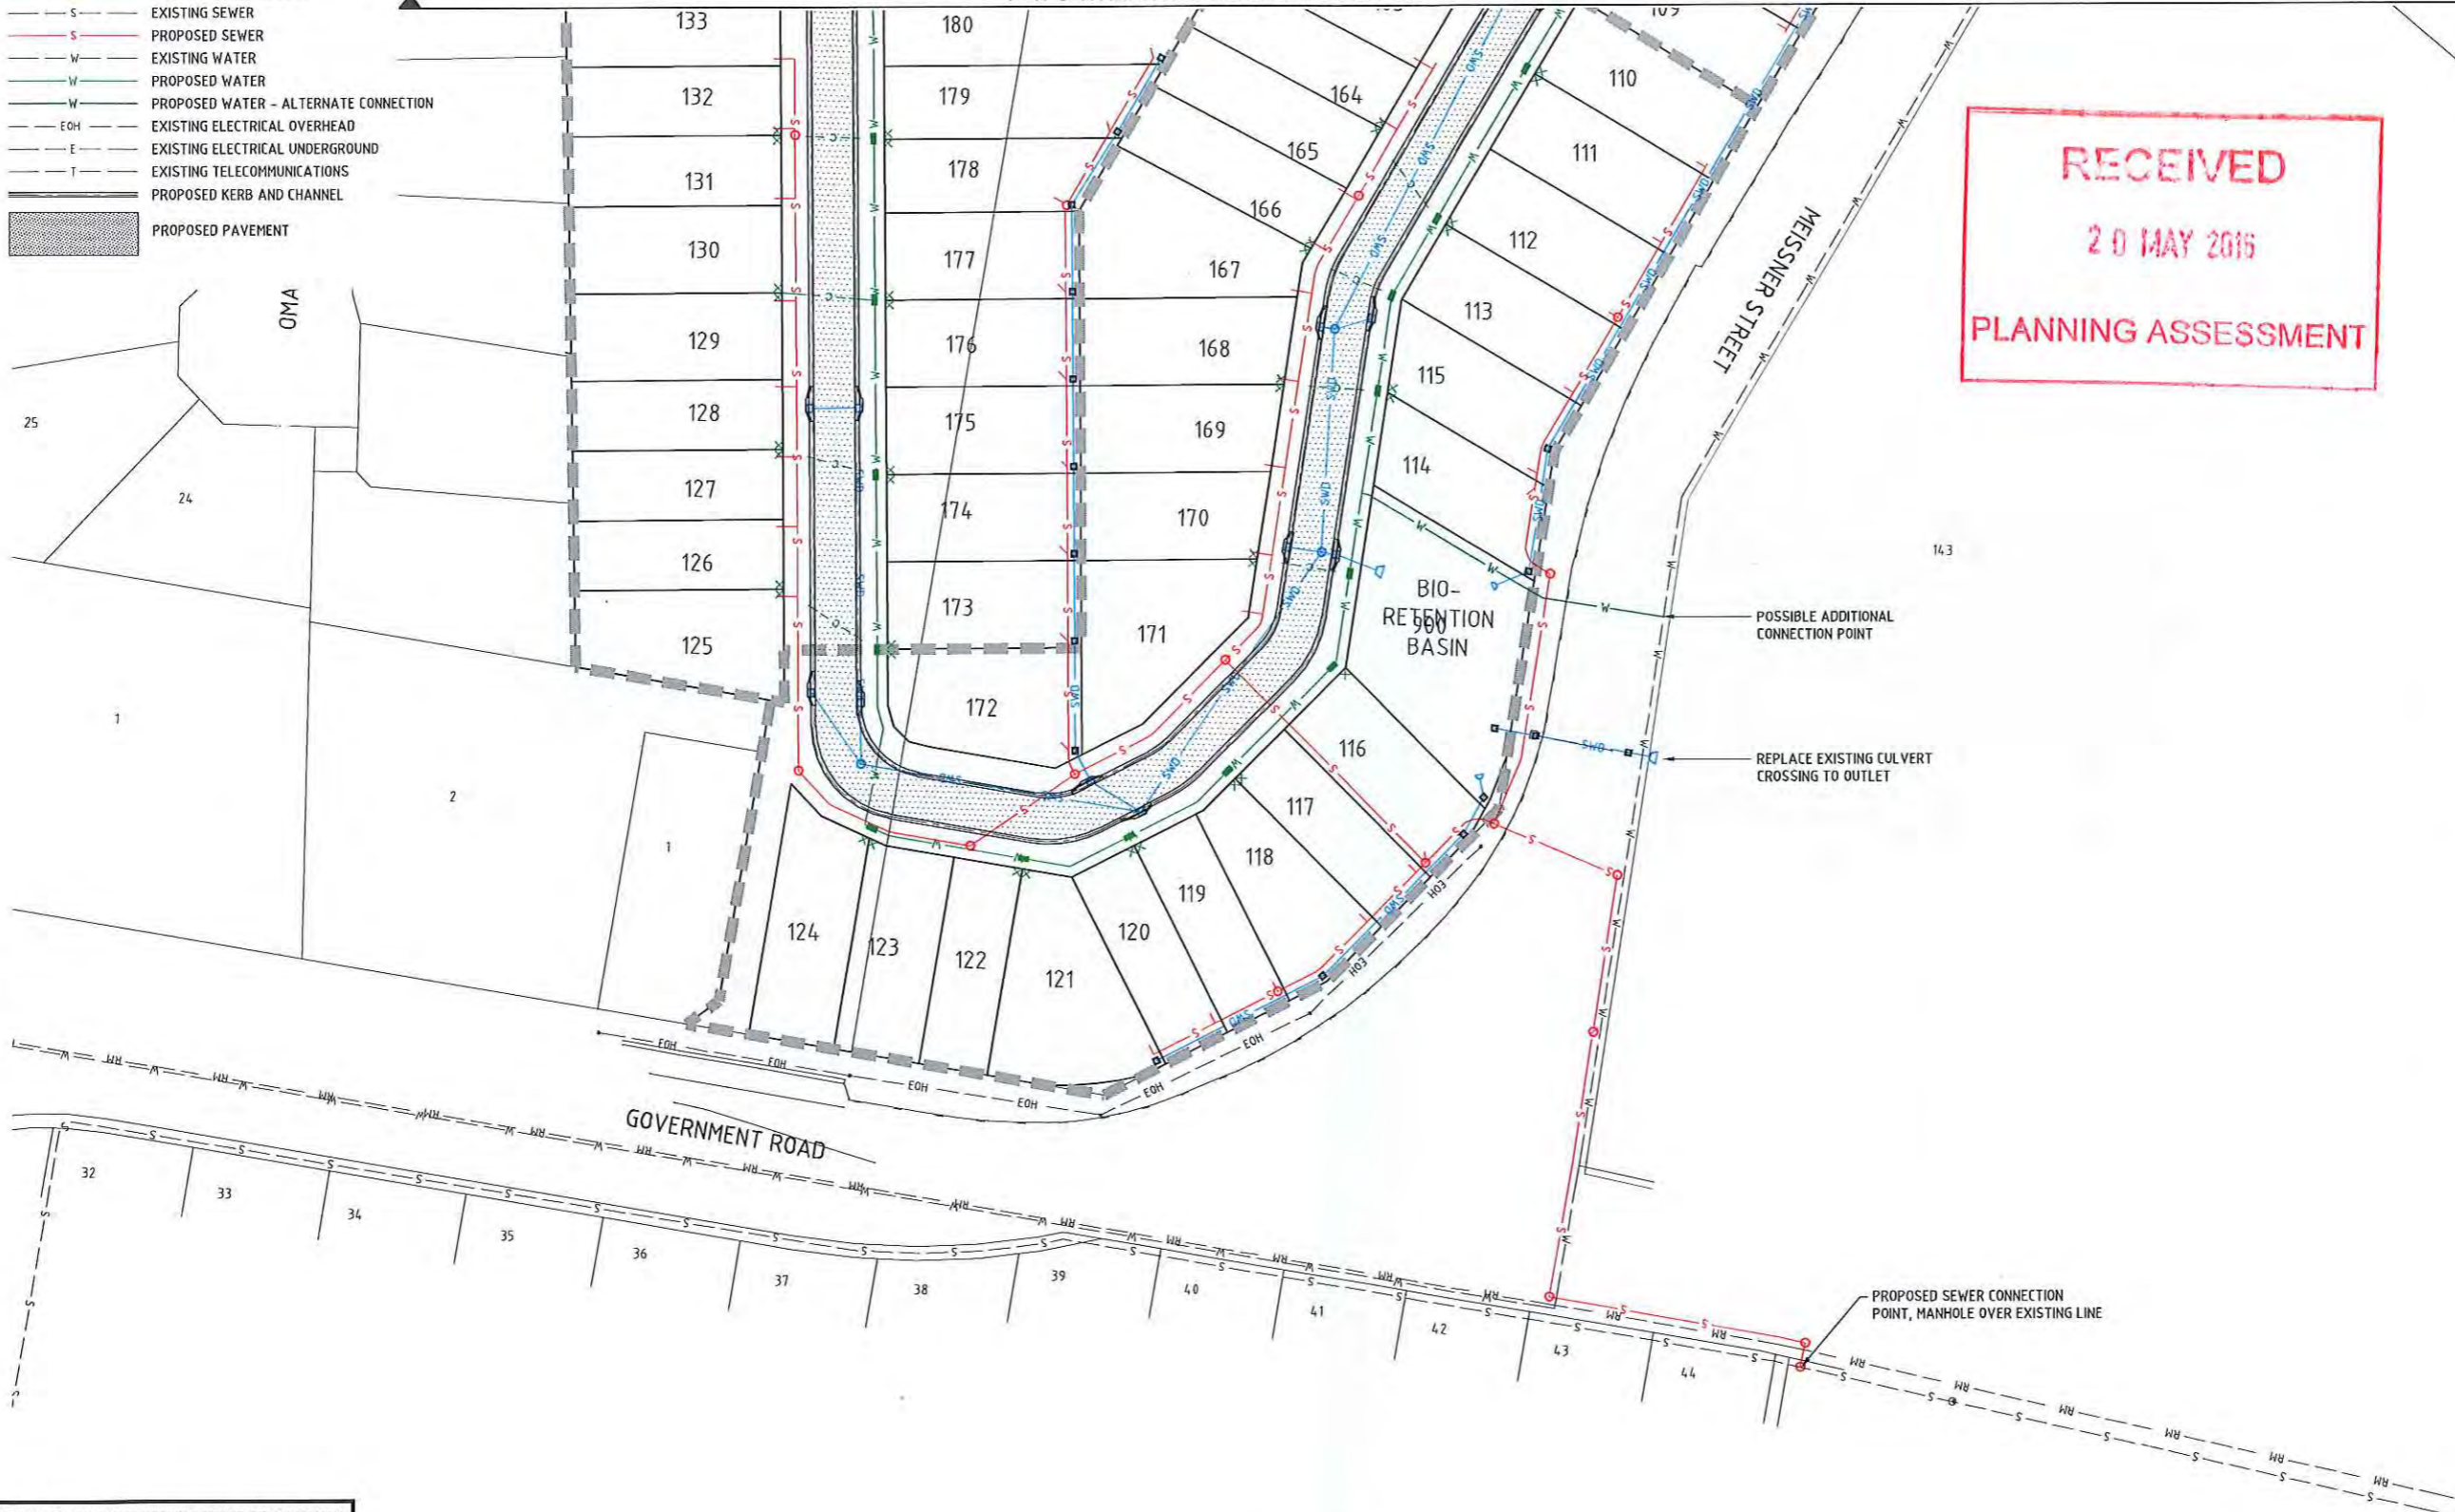 EXISTING SEWER
PROPOSED SEWER
EXISTING WATER
PROPOSED WATER
PROPOSED WATER - ALTERNATE CONNECTION
EXISTING ELECTRICAL OVERHEAD
EXISTING ELECTRICAL UNDERGROUND
EXISTING TELECOMMUNICATIONS
PROPOSED KERB AND CHANNEL
PROPOSED PAVEMENT
S
S
W
W
W
EOH
E
T
RECEIVED
20 MAY 2016
PLANNING ASSESSMENT
OMA
MEISSNER STREET
GOVERNMENT ROAD
BIO-
RETENTION
900
BASIN
POSSIBLE ADDITIONAL
CONNECTION POINT
REPLACE EXISTING CULVERT
CROSSING TO OUTLET
PROPOSED SEWER CONNECTION
POINT, MANHOLE OVER EXISTING LINE
133
132
131
130
129
128
127
126
125
180
179
178
177
176
175
174
173
172
164
165
166
167
168
169
170
171
109
110
111
112
113
115
114
116
117
118
119
120
121
122
123
124
143
25
24
1
2
1
32
33
34
35
36
37
38
39
40
41
42
43
44
SWD
EOH
RM